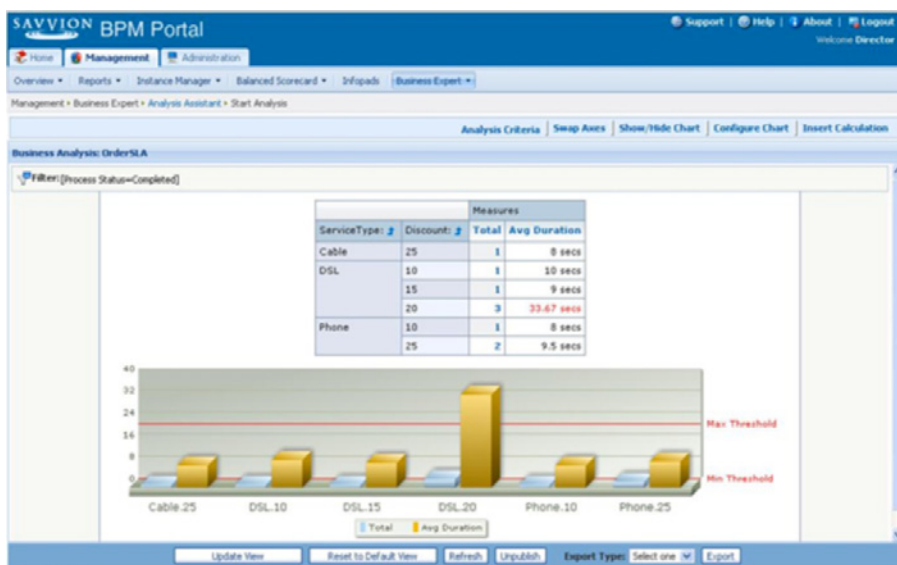 SAVVION BPM Portal
Support | Help | About | Logout
Welcome Director
Home Management Administration
Overview Reports Instance Manager Balanced Scorecard Infopads Business Expert
Management Business Expert Analysis Assistant Start Analysis
Analysis Criteria | Swap Axes | Show/Hide Chart | Configure Chart | Insert Calculation
Business Analysis: OrderSLA
Filter:[Process Status=Completed]
Measures
ServiceType: Discount: Total Avg Duration
Cable 25 1 8 secs
DSL 10 1 10 secs
15 1 9 secs
20 3 33.67 secs
Phone 10 1 8 secs
25 2 9.5 secs
40
32
24
Max Threshold
16
8
Min Threshold
0
Cable.25 DSL.10 DSL.15 DSL.20 Phone.10 Phone.25
Total Avg Duration
Update View Reset to Default View Refresh Unpublish Export Type: Select one Export